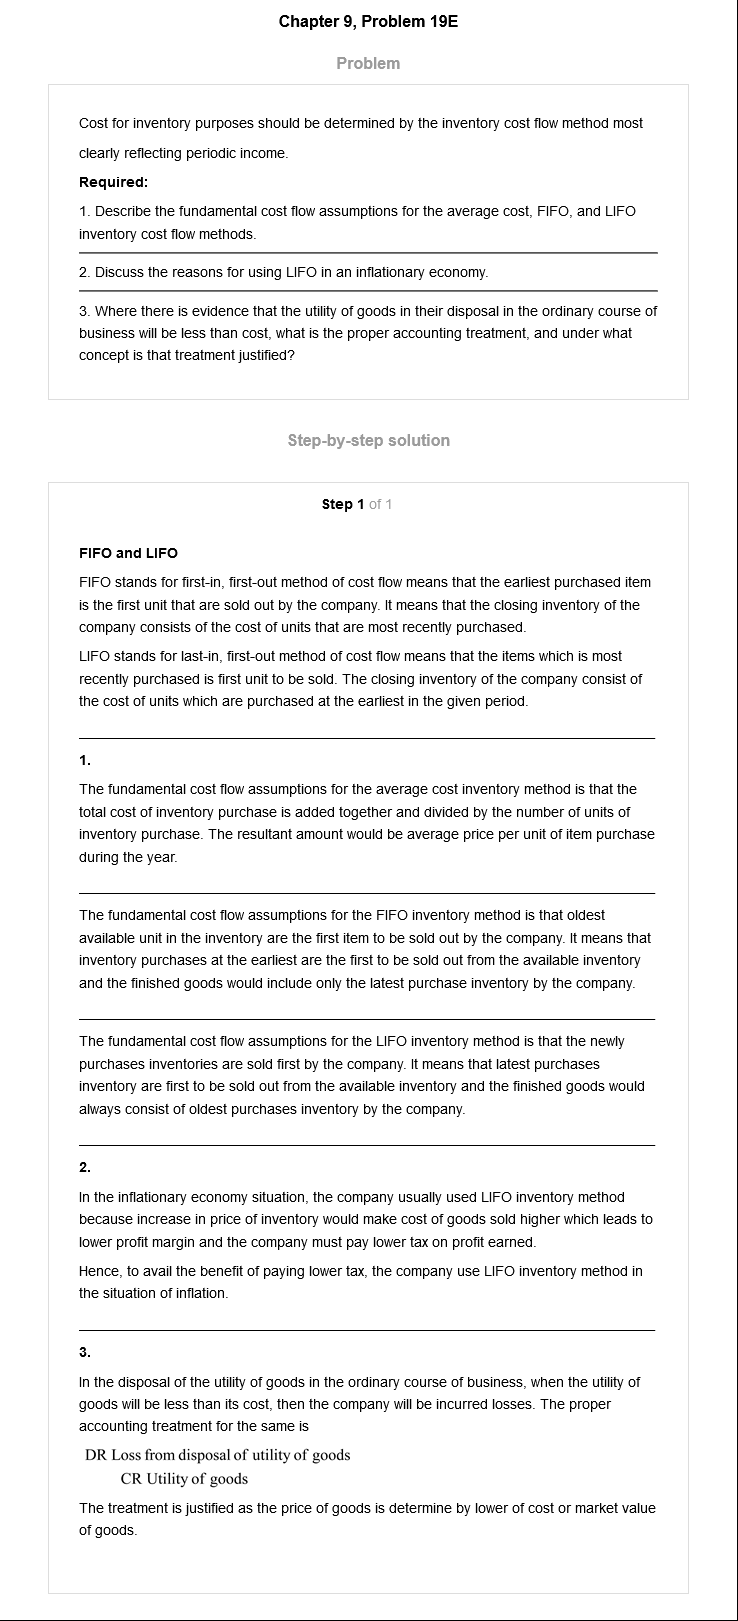 Chapter 9, Problem 19E
Problem
Cost for inventory purposes should be determined by the inventory cost flow method most
clearly reflecting periodic income.
Required:
1. Describe the fundamental cost flow assumptions for the average cost, FIFO, and LIFO
inventory cost flow methods.
2. Discuss the reasons for using LIFO in an inflationary economy.
3. Where there is evidence that the utility of goods in their disposal in the ordinary course of
business will be less than cost, what is the proper accounting treatment, and under what
concept is that treatment justified?
Step-by-step solution
Step 1 of 1
FIFO and LIFO
FIFO stands for first-in, first-out method of cost flow means that the earliest purchased item
is the first unit that are sold out by the company. It means that the closing inventory of the
company consists of the cost of units that are most recently purchased.
LIFO stands for last-in, first-out method of cost flow means that the items which is most
recently purchased is first unit to be sold. The closing inventory of the company consist of
the cost of units which are purchased at the earliest in the given period.
1.
The fundamental cost flow assumptions for the average cost inventory method is that the
total cost of inventory purchase is added together and divided by the number of units of
inventory purchase. The resultant amount would be average price per unit of item purchase
during the year.
The fundamental cost flow assumptions for the FIFO inventory method is that oldest
available unit in the inventory are the first item to be sold out by the company. It means that
inventory purchases at the earliest are the first to be sold out from the available inventory
and the finished goods would include only the latest purchase inventory by the company.
The fundamental cost flow assumptions for the LIFO inventory method is that the newly
purchases inventories are sold first by the company. It means that latest purchases
inventory are first to be sold out from the available inventory and the finished goods would
always consist of oldest purchases inventory by the company.
2.
In the inflationary economy situation, the company usually used LIFO inventory method
because increase in price of inventory would make cost of goods sold higher which leads to
lower profit margin and the company must pay lower tax on profit earned.
Hence, to avail the benefit of paying lower tax, the company use LIFO inventory method in
the situation of inflation.
3.
In the disposal of the utility of goods in the ordinary course of business, when the utility of
goods will be less than its cost, then the company will be incurred losses. The proper
accounting treatment for the same is
DR Loss from disposal of utility of goods
CR Utility of goods
The treatment is justified as the price of goods is determine by lower of cost or market value
of goods.